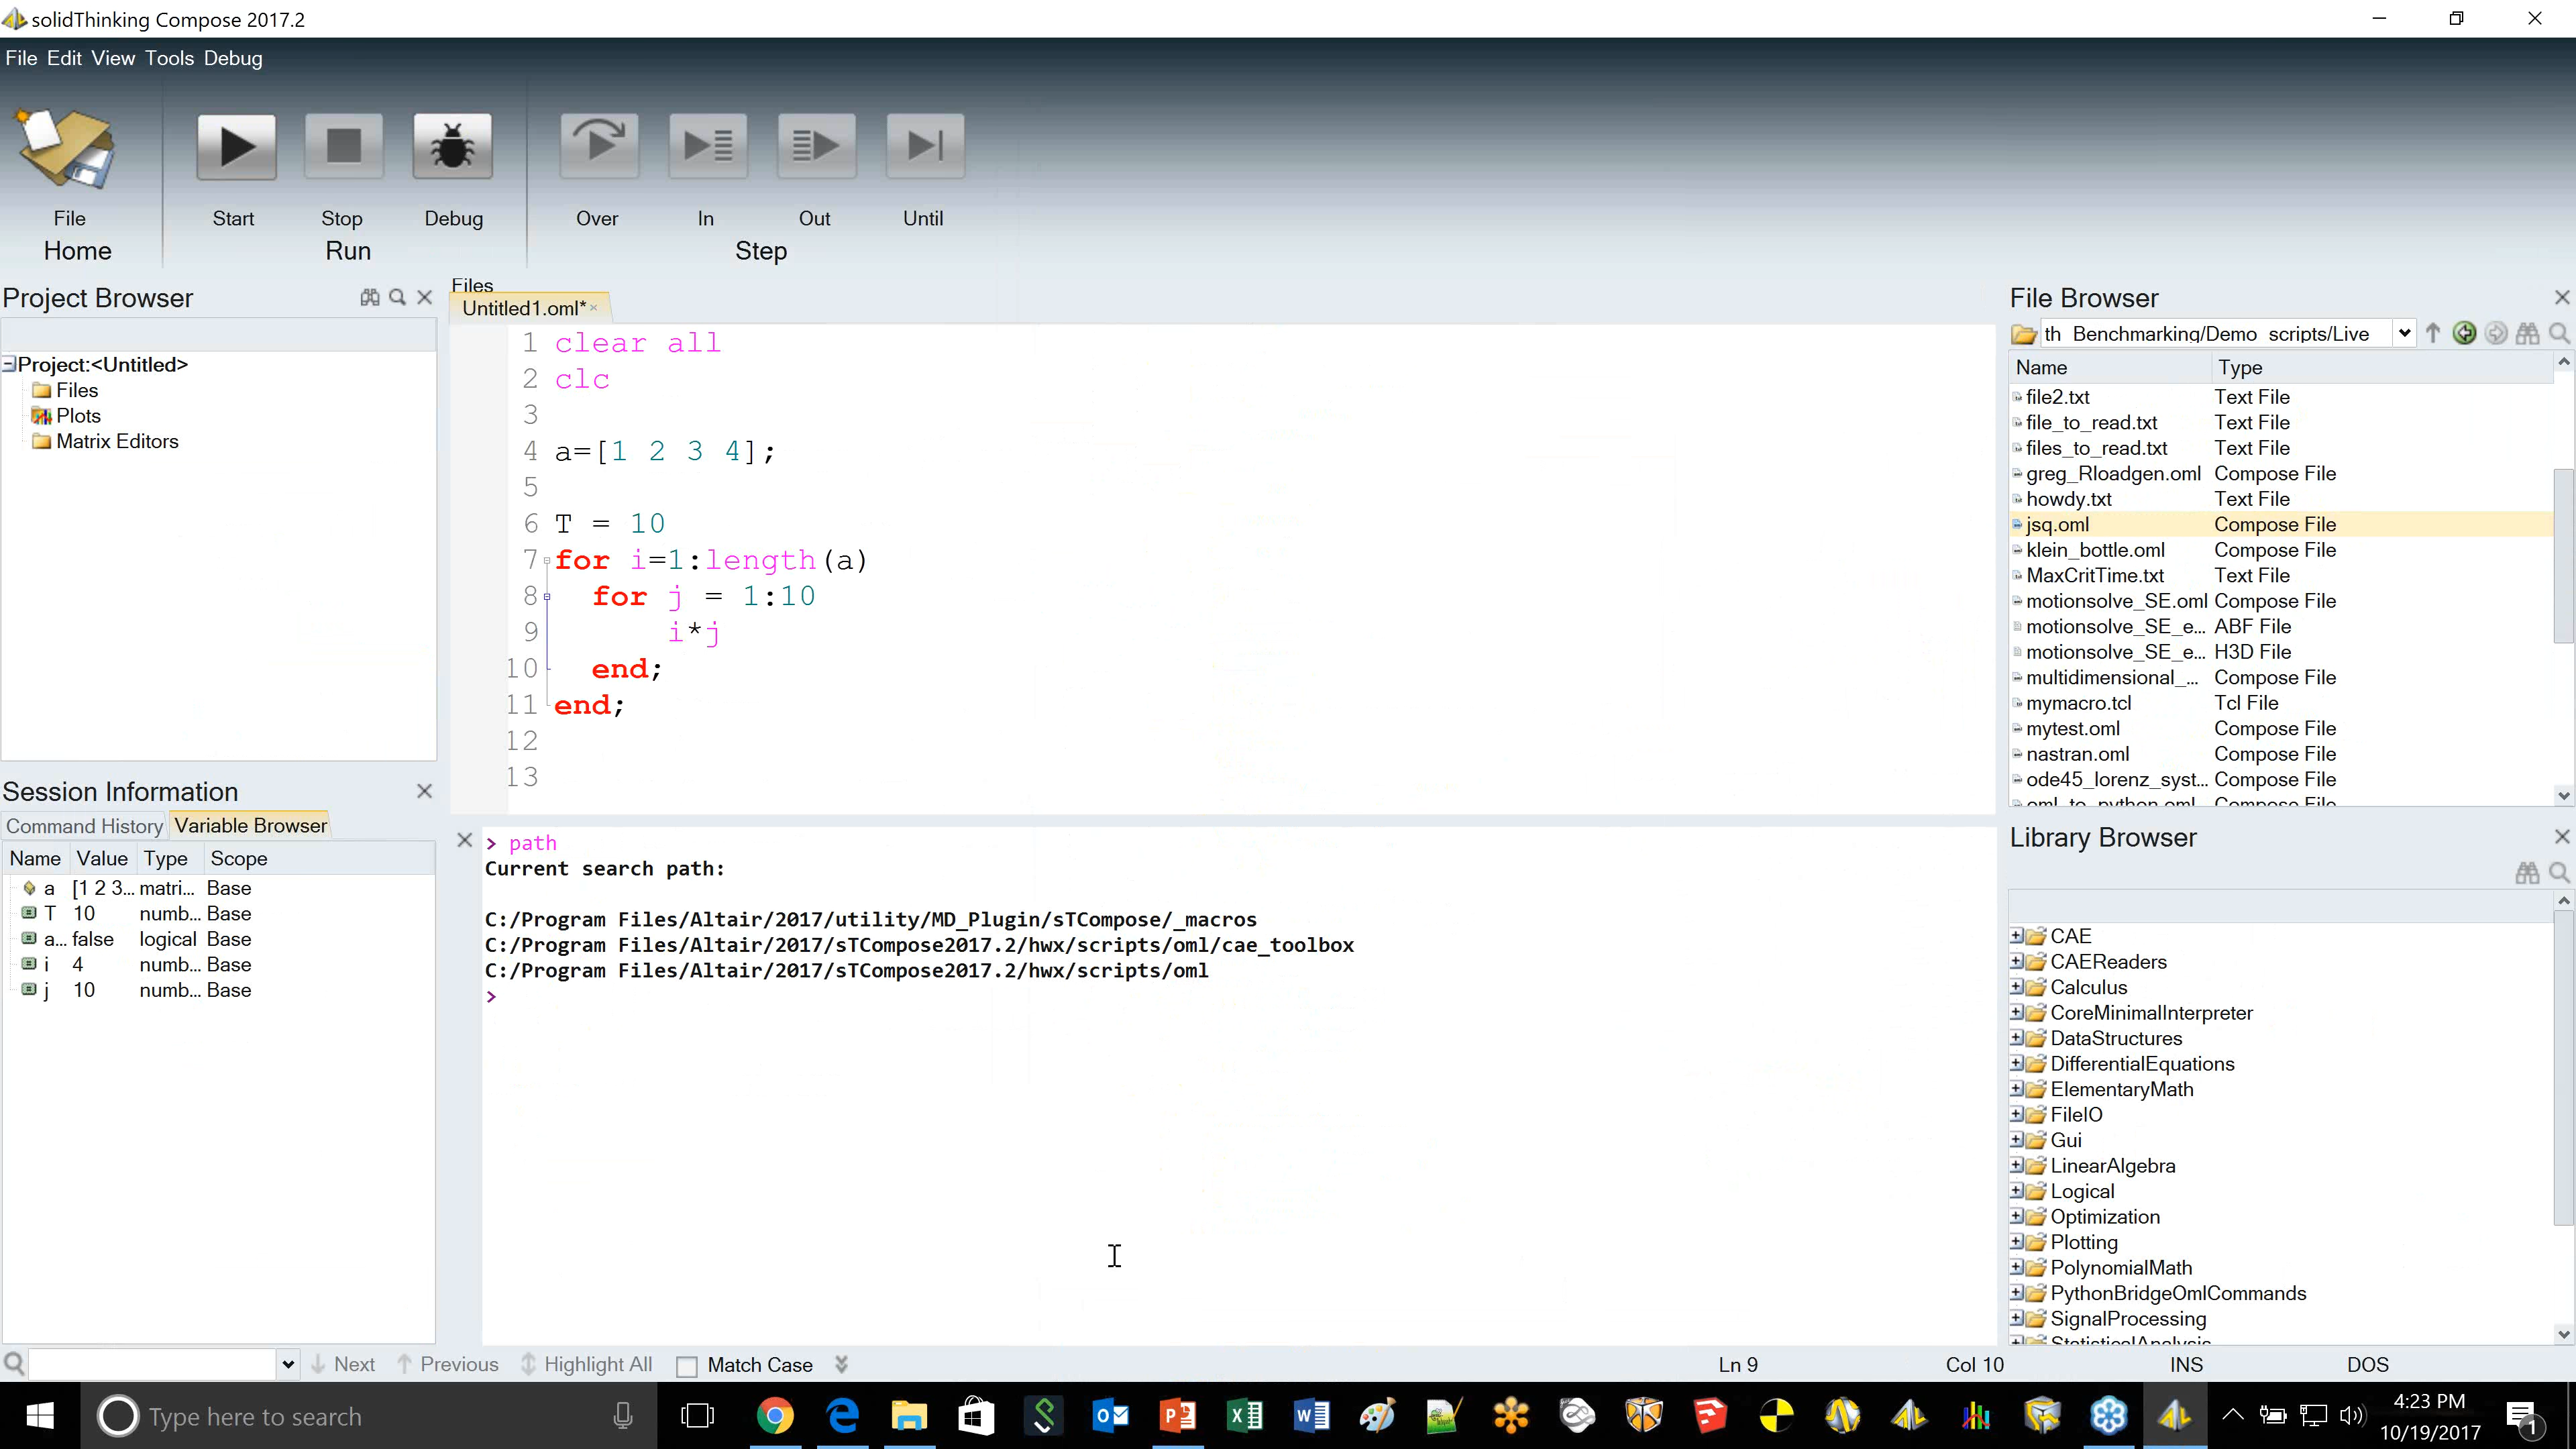 solidThinking Compose 2017.2
File Edit View Tools Debug
File Start Stop Debug Over In Out Until
Home Run Step
Project Browser
Project:<Untitled>
Files
Plots
Matrix Editors
Session Information
Command History Variable Browser
Name Value Type Scope
a [1 2 3... matri... Base
T 10 numb... Base
a... false logical Base
i 4 numb... Base
j 10 numb... Base
Files
Untitled1.oml*
1 clear all
2 clc
3
4 a=[1 2 3 4];
5
6 T = 10
7 for i=1:length(a)
8 for j = 1:10
9 i*j
10 end;
11 end;
12
13
> path
Current search path:
C:/Program Files/Altair/2017/utility/MD_Plugin/sTCompose/_macros
C:/Program Files/Altair/2017/sTCompose2017.2/hwx/scripts/oml/cae_toolbox
C:/Program Files/Altair/2017/sTCompose2017.2/hwx/scripts/oml
>
File Browser
th_Benchmarking/Demo_scripts/Live
Name Type
file2.txt Text File
file_to_read.txt Text File
files_to_read.txt Text File
greg_Rloadgen.oml Compose File
howdy.txt Text File
jsq.oml Compose File
klein_bottle.oml Compose File
MaxCritTime.txt Text File
motionsolve_SE.oml Compose File
motionsolve_SE_e... ABF File
motionsolve_SE_e... H3D File
multidimensional_... Compose File
mymacro.tcl Tcl File
mytest.oml Compose File
nastran.oml Compose File
ode45_lorenz_syst... Compose File
oml_to_python.oml Compose File
Library Browser
CAE
CAEReaders
Calculus
CoreMinimalInterpreter
DataStructures
DifferentialEquations
ElementaryMath
FileIO
Gui
LinearAlgebra
Logical
Optimization
Plotting
PolynomialMath
PythonBridgeOmlCommands
SignalProcessing
StatisticalAnalysis
Next Previous Highlight All Match Case Ln 9 Col 10 INS DOS
Type here to search
4:23 PM
10/19/2017
1